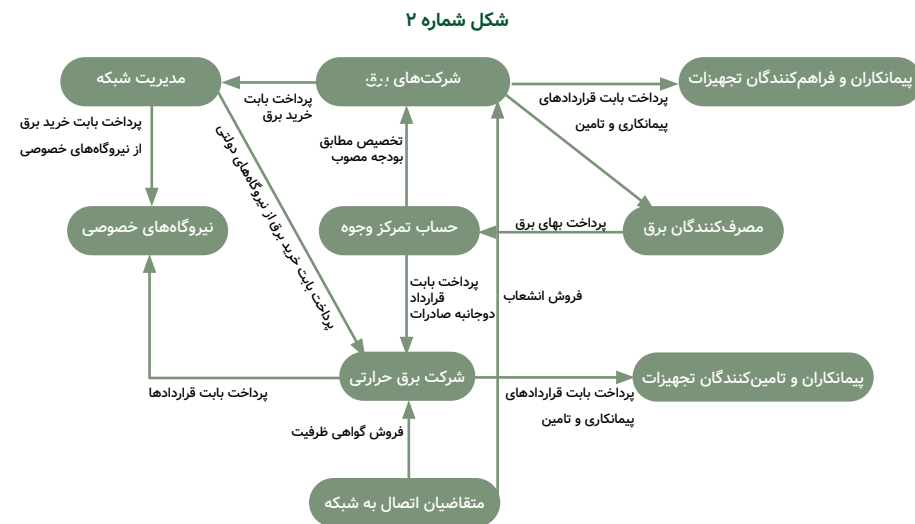 شکل شماره ۲
پیمانکاران و فراهم‌کنندگان تجهیزات
شرکت‌های برق
مدیریت شبکه
پرداخت بابت قراردادهای
پیمانکاری و تامین
پرداخت بابت
خرید برق
پرداخت بابت خرید برق
از نیروگاه‌های خصوصی
پرداخت بابت خرید برق از نیروگاه‌های دولتی
تخصیص مطابق
بودجه مصوب
مصرف‌کنندگان برق
پرداخت بهای برق
حساب تمرکز وجوه
نیروگاه‌های خصوصی
فروش انشعاب
پرداخت بابت
قرارداد
دوجانبه صادرات
پیمانکاران و تامین‌کنندگان تجهیزات
شرکت برق حرارتی
پرداخت بابت قراردادهای
پیمانکاری و تامین
پرداخت بابت قراردادها
فروش گواهی ظرفیت
متقاضیان اتصال به شبکه